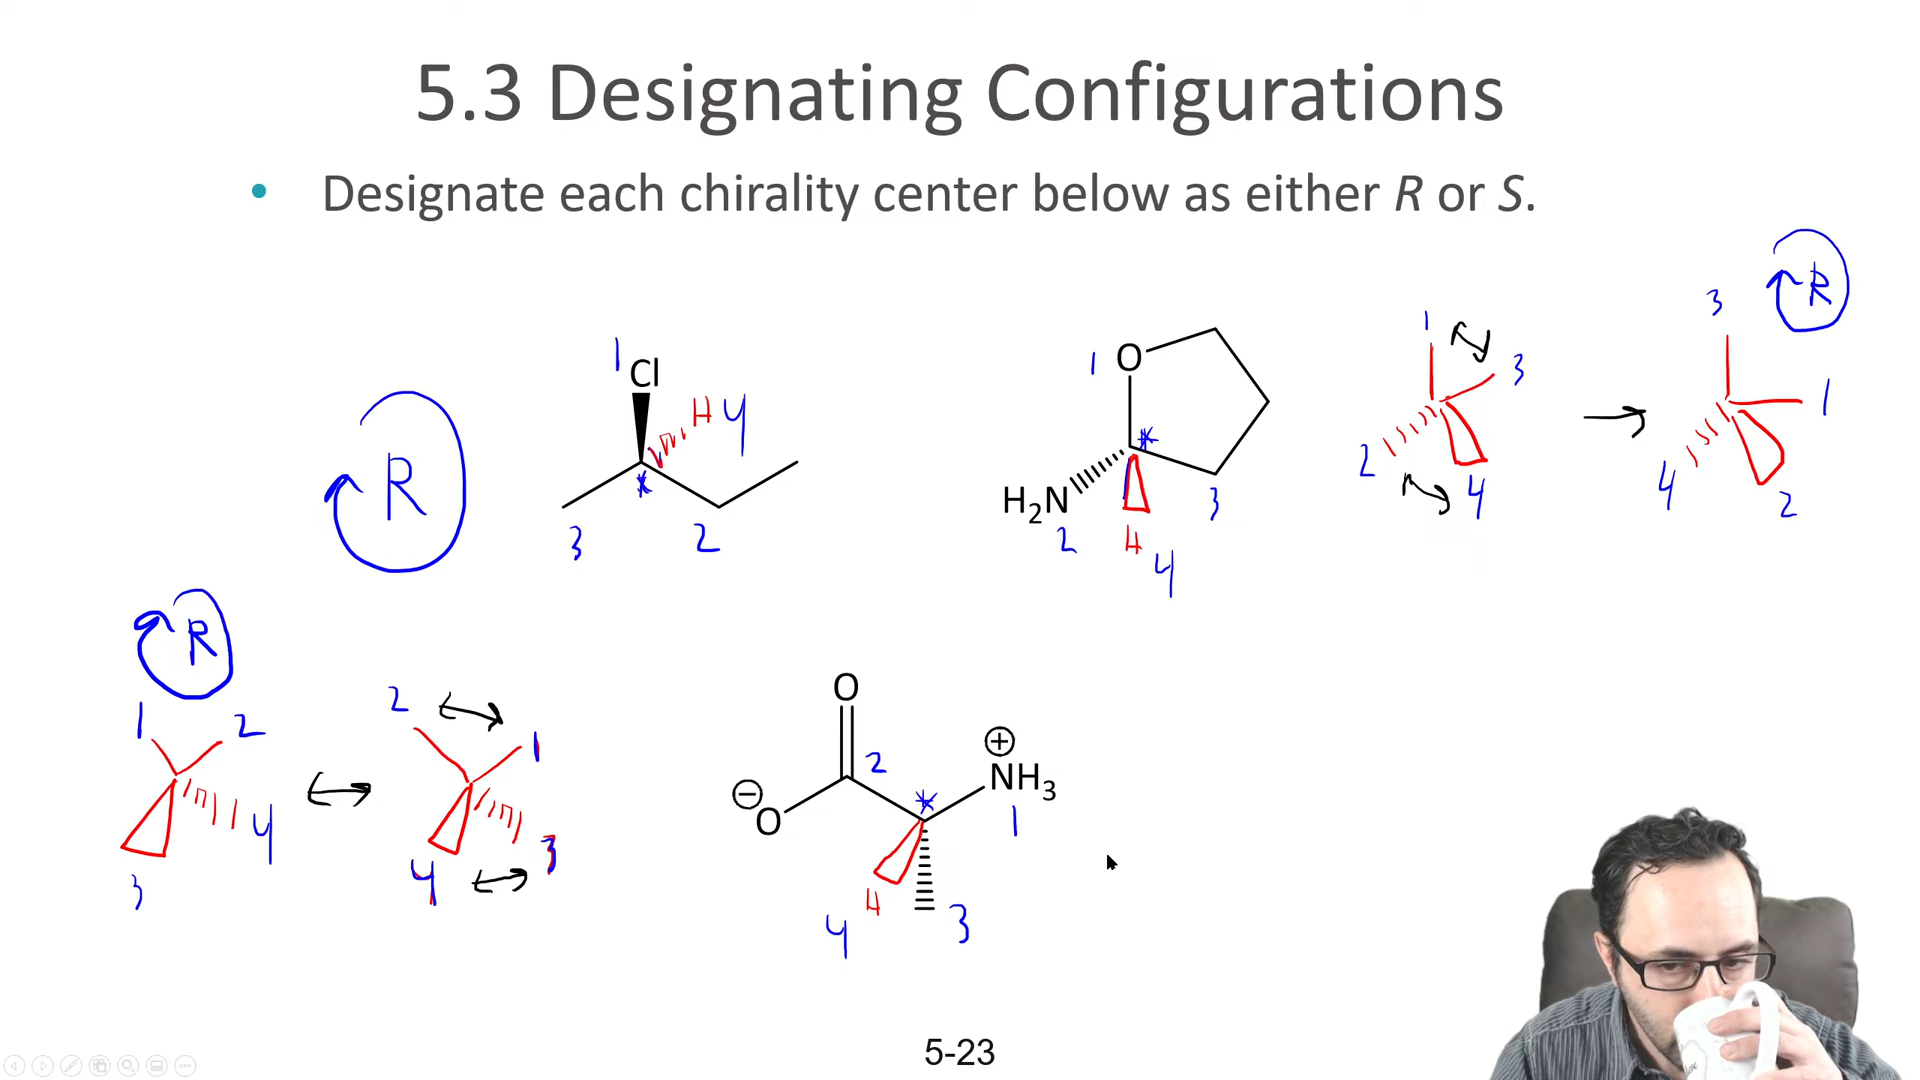 5.3 Designating Configurations
• Designate each chirality center below as either R or S.
R
1
Cl
H 4
*
3
2
1 O
*
H₂N
2
H
4
3
1
3
2
4
3
R
1
4
2
R
1
2
3
4
2
1
4
3
O
2
⊖
O
*
⊕
NH₃
1
H
4
3
5-23